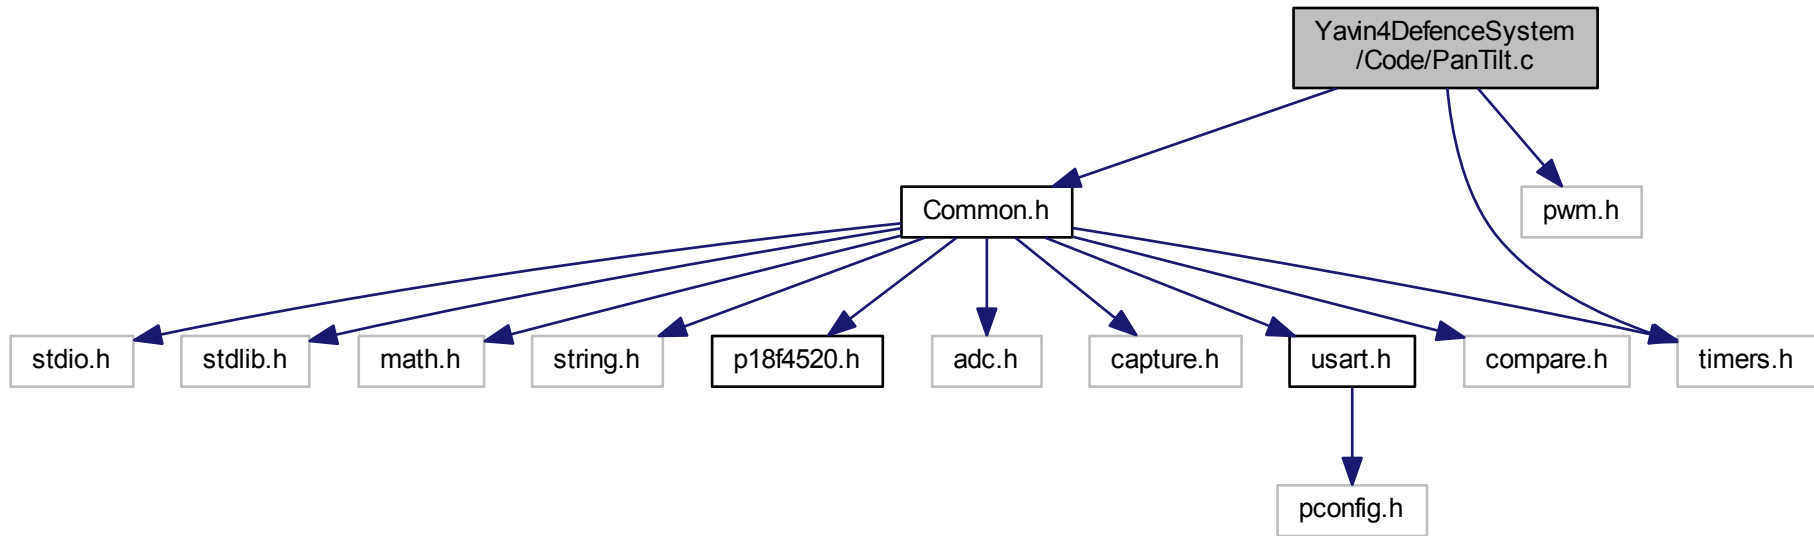 Yavin4DefenceSystem
/Code/PanTilt.c
Common.h
pwm.h
stdio.h
stdlib.h
math.h
string.h
p18f4520.h
adc.h
capture.h
usart.h
compare.h
timers.h
pconfig.h